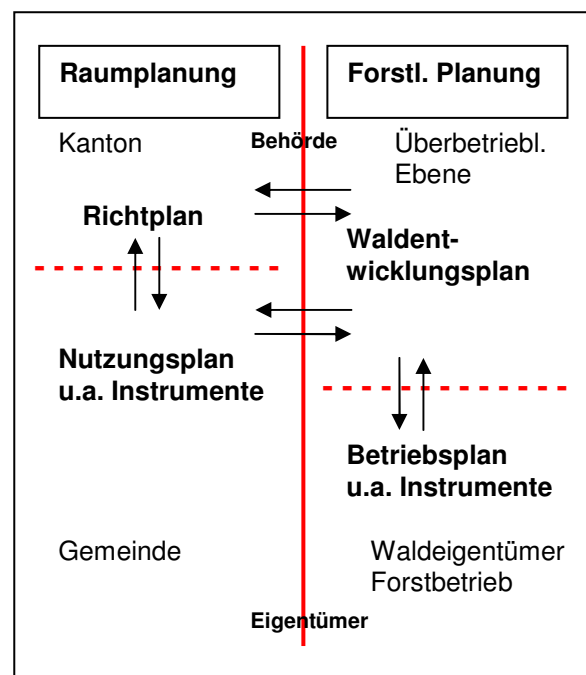 Raumplanung
Forstl. Planung
Kanton
Behörde
Überbetriebl.
Ebene
Richtplan
Waldent-
wicklungsplan
Nutzungsplan
u.a. Instrumente
Betriebsplan
u.a. Instrumente
Gemeinde
Waldeigentümer
Forstbetrieb
Eigentümer